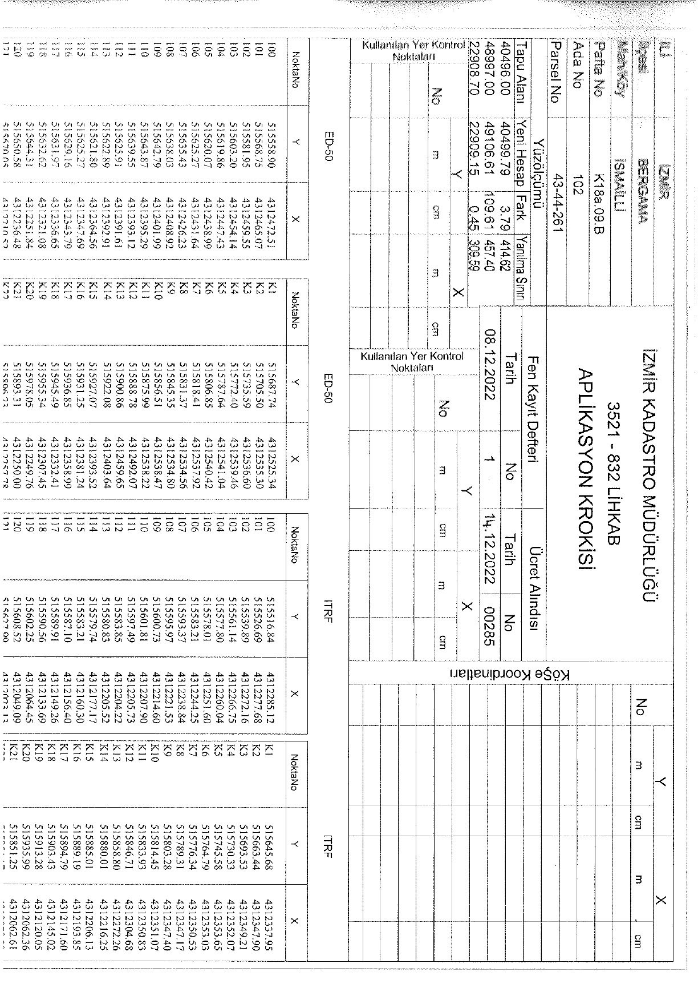 İLİ İZMİR
İlçesi BERGAMA
Mah/Köy İSMAİLLİ
Pafta No K18a.09.B
Ada No 102
Parsel No 43-44-261
İZMİR KADASTRO MÜDÜRLÜĞÜ
3521 - 832 LİHKAB
APLİKASYON KROKİSİ
Yüzölçümü
Tapu Alanı Yeni Hesap Fark Yanılma Sınırı
40496.00 40499.79 3.79 414.62
48997.00 49106.61 109.61 457.40
22908.70 22909.15 0.45 309.59
Fen Kayıt Defteri Ücret Alındısı
Tarih No Tarih No
08.12.2022 1 14.12.2022 00285
Kullanılan Yer Kontrol Noktaları
Y X
No m cm m cm
Kullanılan Yer Kontrol Noktaları
Y X
No m cm m cm
Köşe Koordinatları
Y X
No m cm m cm
ED-50
NoktaNo Y X
100 515558.90 4312472.51
101 515568.75 4312465.07
102 515581.95 4312459.55
103 515603.20 4312454.14
104 515619.86 4312447.43
105 515620.07 4312438.99
106 515625.27 4312431.64
107 515635.43 4312426.23
108 515638.03 4312408.92
109 515642.79 4312401.99
110 515643.87 4312395.29
111 515639.55 4312393.12
112 515625.91 4312391.61
113 515622.89 4312392.91
114 515621.80 4312364.56
115 515625.27 4312347.69
116 515629.16 4312343.79
117 515631.97 4312336.65
118 515632.62 4312321.08
119 515644.31 4312251.84
120 515650.58 4312236.48
121
ED-50
NoktaNo Y X
K1 515687.74 4312525.34
K2 515705.50 4312535.30
K3 515735.59 4312536.60
K4 515772.40 4312539.46
K5 515787.64 4312541.04
K6 515806.85 4312540.42
K7 515818.41 4312537.92
K8 515831.37 4312534.56
K9 515845.35 4312534.80
K10 515856.51 4312538.47
K11 515875.99 4312538.22
K12 515888.78 4312492.07
K13 515900.86 4312459.65
K14 515922.08 4312403.64
K15 515927.07 4312393.52
K16 515931.25 4312381.24
K17 515936.85 4312358.99
K18 515945.49 4312332.41
K19 515955.34 4312307.45
K20 515978.05 4312249.76
K21 515893.31 4312250.00
ITRF
NoktaNo Y X
100 515516.84 4312285.12
101 515526.69 4312277.68
102 515539.89 4312272.16
103 515561.14 4312266.75
104 515577.80 4312260.04
105 515578.01 4312251.60
106 515583.21 4312244.25
107 515593.37 4312238.84
108 515595.97 4312221.53
109 515600.73 4312214.60
110 515601.81 4312207.90
111 515597.49 4312205.73
112 515583.85 4312204.22
113 515580.83 4312205.52
114 515579.74 4312177.17
115 515583.21 4312160.30
116 515587.10 4312156.40
117 515589.91 4312149.26
118 515590.56 4312133.69
119 515602.25 4312064.45
120 515608.52 4312049.09
121
ITRF
NoktaNo Y X
K1 515645.68 4312337.95
K2 515663.44 4312347.90
K3 515693.53 4312349.21
K4 515730.33 4312352.07
K5 515745.58 4312353.65
K6 515764.79 4312353.03
K7 515776.34 4312350.53
K8 515789.31 4312347.17
K9 515803.28 4312347.40
K10 515814.45 4312351.07
K11 515833.93 4312350.83
K12 515846.71 4312304.68
K13 515858.80 4312272.26
K14 515880.01 4312216.25
K15 515885.01 4312206.13
K16 515889.19 4312193.85
K17 515894.79 4312171.60
K18 515903.43 4312145.02
K19 515913.28 4312120.05
K20 515935.99 4312062.36
K21 515851.25 4312062.61